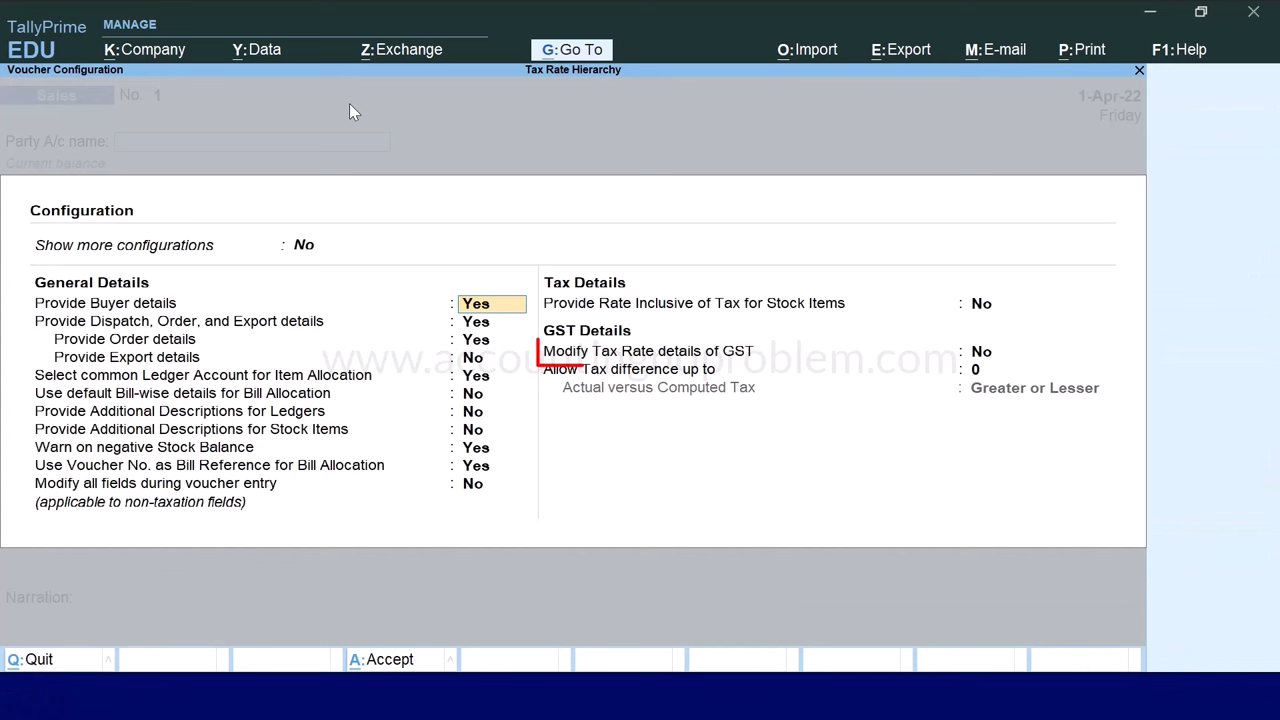 TallyPrime
MANAGE
EDU
K:Company Y:Data Z:Exchange G:Go To O:Import E:Export M:E-mail P:Print F1:Help
Voucher Configuration Tax Rate Hierarchy
Sales No. 1 1-Apr-22
Friday
Party A/c name:
Current balance
Configuration
Show more configurations : No
General Details
Provide Buyer details : Yes
Provide Dispatch, Order, and Export details : Yes
Provide Order details : Yes
Provide Export details : No
Select common Ledger Account for Item Allocation : Yes
Use default Bill-wise details for Bill Allocation : No
Provide Additional Descriptions for Ledgers : No
Provide Additional Descriptions for Stock Items : No
Warn on negative Stock Balance : Yes
Use Voucher No. as Bill Reference for Bill Allocation : Yes
Modify all fields during voucher entry : No
(applicable to non-taxation fields)
Tax Details
Provide Rate Inclusive of Tax for Stock Items : No
GST Details
Modify Tax Rate details of GST : No
Allow Tax difference up to : 0
Actual versus Computed Tax : Greater or Lesser
Narration:
Q:Quit ^ A:Accept ^